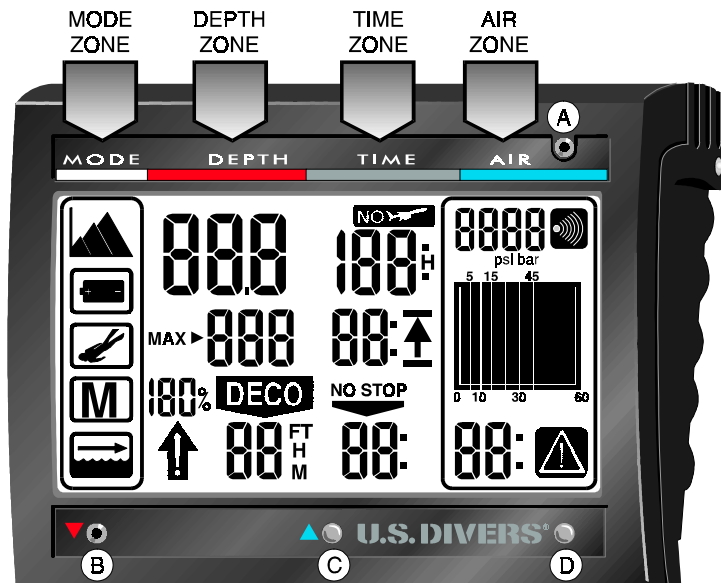 MODE ZONE
DEPTH ZONE
TIME ZONE
AIR ZONE
A
MODE DEPTH TIME AIR
NO
88.8
188:
H
8888
psi bar
5 15 45
MAX 888
88:
M
180%
DECO
NO STOP
0 10 30 60
88
FT
H
M
88:
88:
U.S. DIVERS®
B
C
D